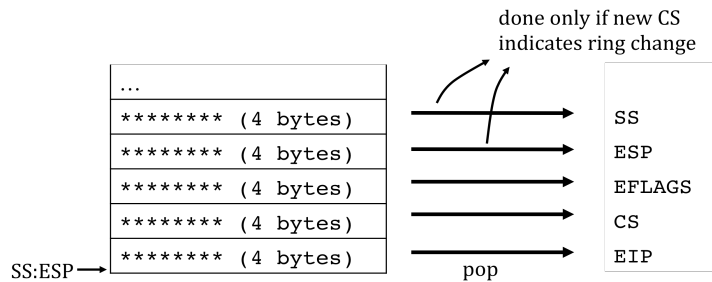 done only if new CS
indicates ring change
...
******** (4 bytes)
SS
******** (4 bytes)
ESP
******** (4 bytes)
EFLAGS
******** (4 bytes)
CS
******** (4 bytes)
EIP
SS:ESP
pop